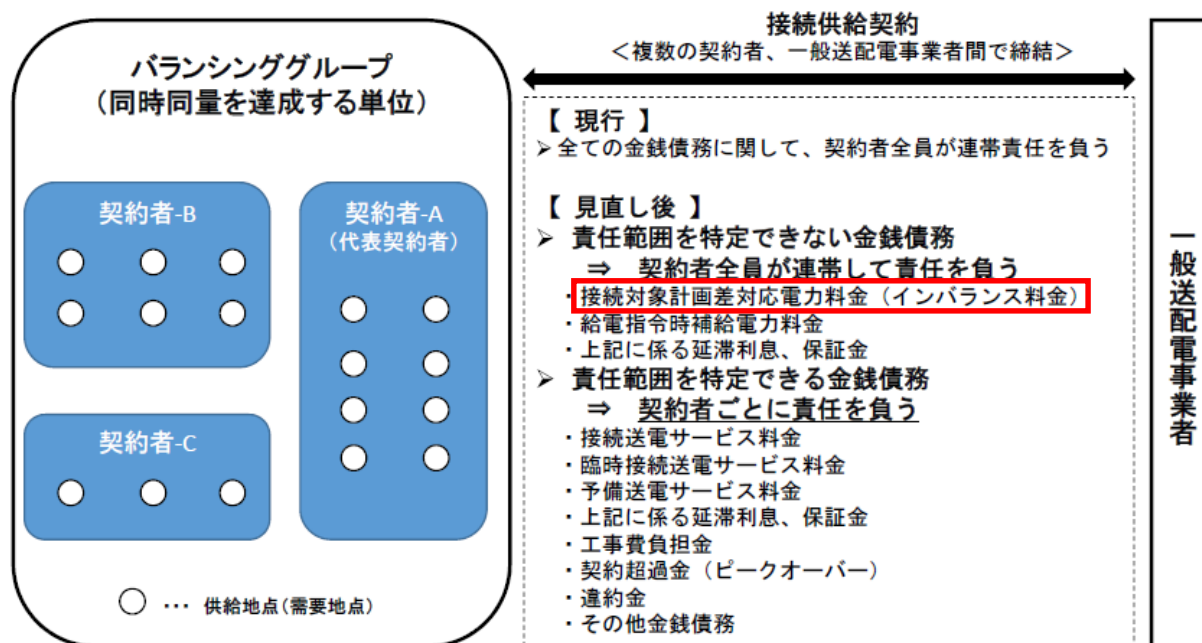 バランシンググループ
（同時同量を達成する単位）
契約者-B
契約者-A
（代表契約者）
契約者-C
○ … 供給地点（需要地点）
接続供給契約
＜複数の契約者、一般送配電事業者間で締結＞
【 現行 】
➢ 全ての金銭債務に関して、契約者全員が連帯責任を負う
【 見直し後 】
➢ 責任範囲を特定できない金銭債務
⇒ 契約者全員が連帯して責任を負う
・接続対象計画差対応電力料金（インバランス料金）
・給電指令時補給電力料金
・上記に係る延滞利息、保証金
➢ 責任範囲を特定できる金銭債務
⇒ 契約者ごとに責任を負う
・接続送電サービス料金
・臨時接続送電サービス料金
・予備送電サービス料金
・上記に係る延滞利息、保証金
・工事費負担金
・契約超過金（ピークオーバー）
・違約金
・その他金銭債務
一般送配電事業者